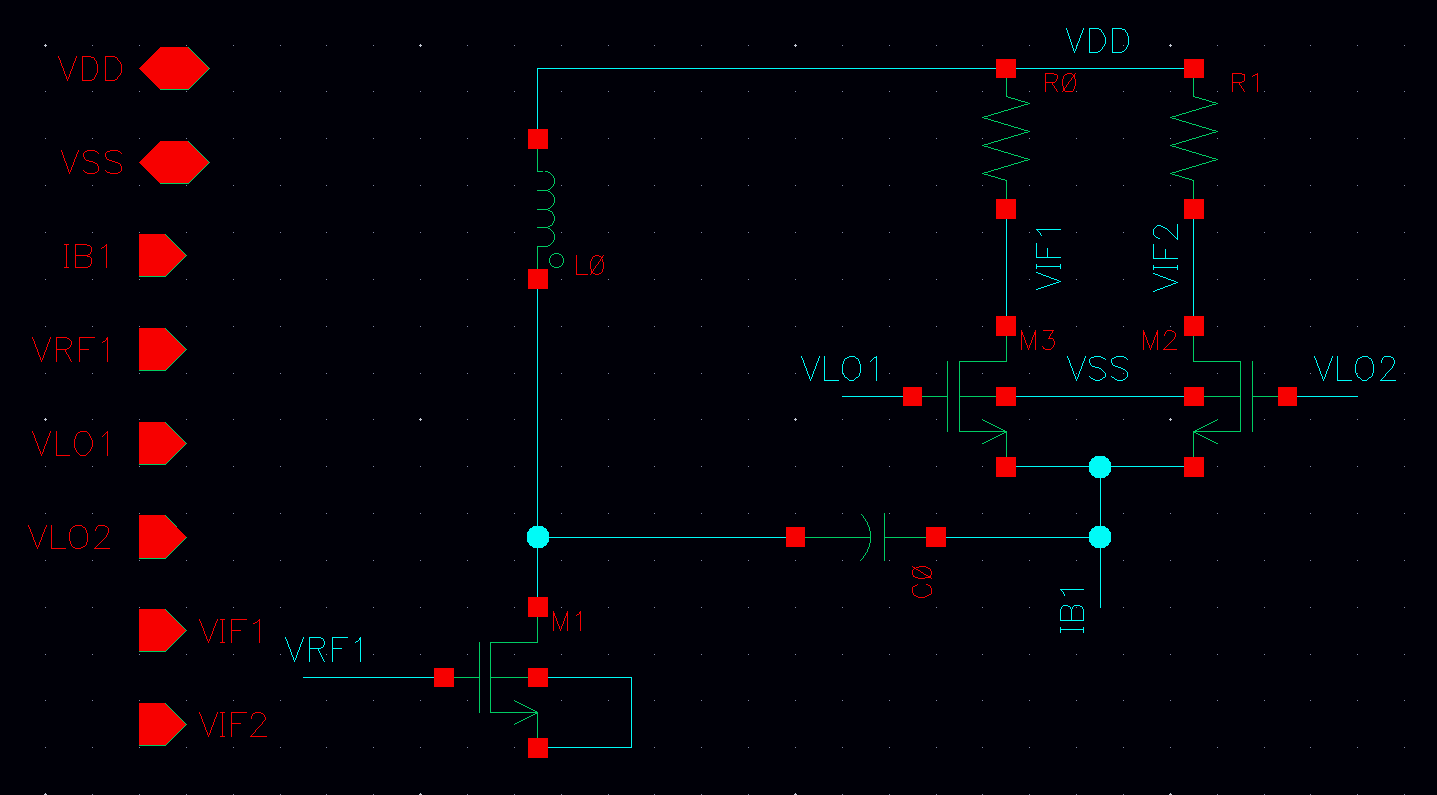 VDD
VSS
IB1
VRF1
VLO1
VLO2
VIF1
VIF2
VDD
RØ
R1
LØ
VIF1
VIF2
M3
M2
VLO1
VSS
VLO2
CØ
IB1
M1
VRF1